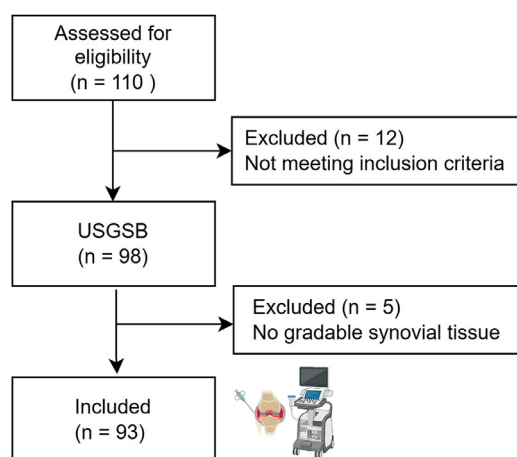 Assessed for
eligibility
(n = 110 )
Excluded (n = 12)
Not meeting inclusion criteria
USGSB
(n = 98)
Excluded (n = 5)
No gradable synovial tissue
Included
(n = 93)